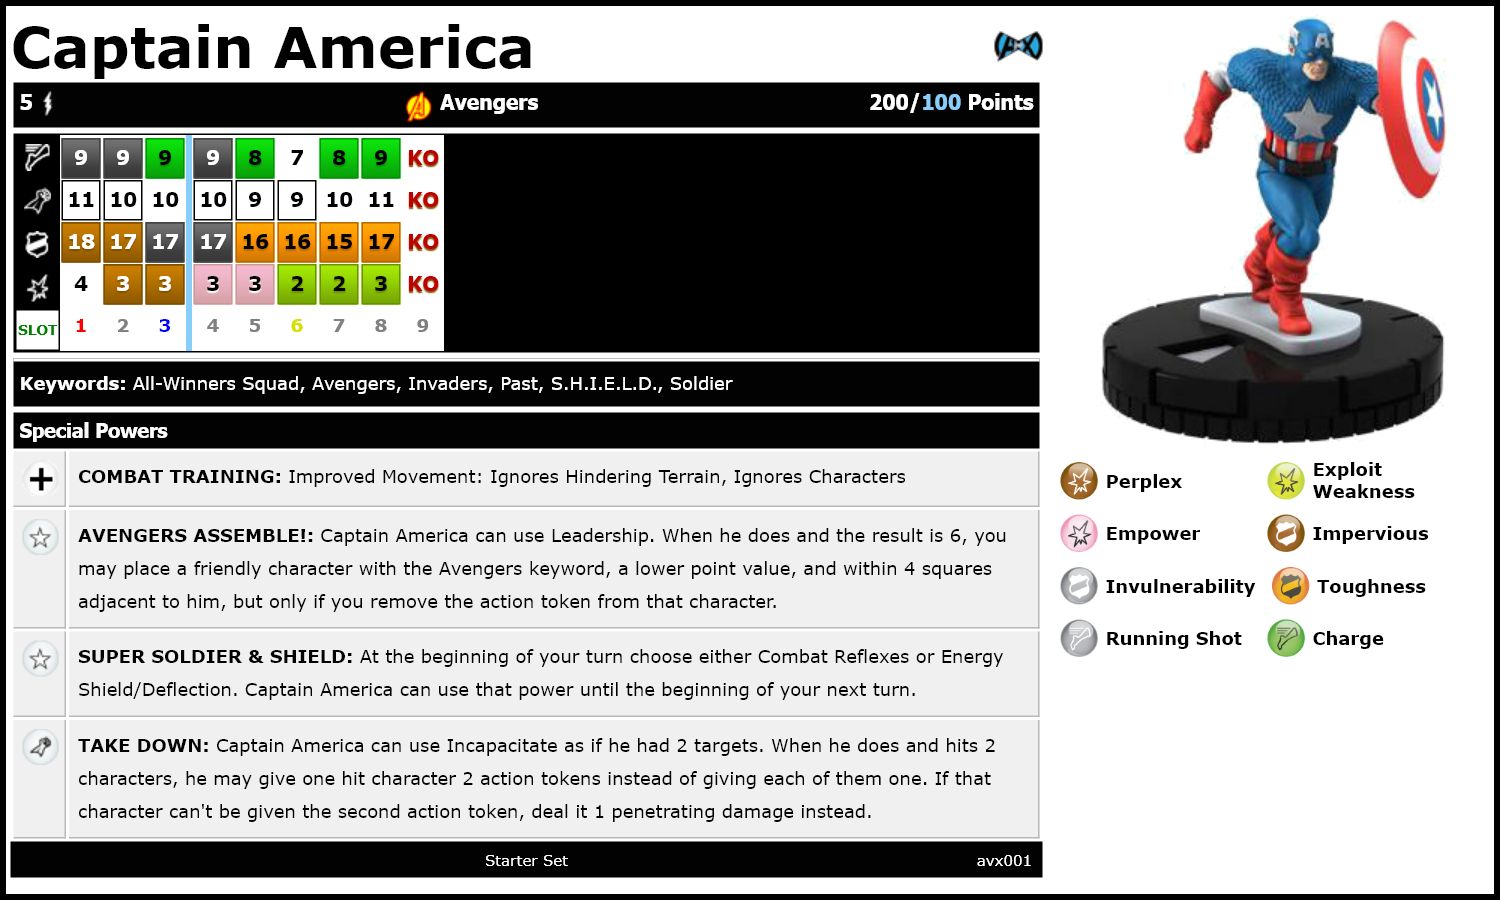 Captain America
AVX
5 Avengers 200/100 Points
9 9 9 9 8 7 8 9 KO
11 10 10 10 9 9 10 11 KO
18 17 17 17 16 16 15 17 KO
4 3 3 3 3 2 2 3 KO
SLOT 1 2 3 4 5 6 7 8 9
Keywords: All-Winners Squad, Avengers, Invaders, Past, S.H.I.E.L.D., Soldier
Special Powers
COMBAT TRAINING: Improved Movement: Ignores Hindering Terrain, Ignores Characters
AVENGERS ASSEMBLE!: Captain America can use Leadership. When he does and the result is 6, you
may place a friendly character with the Avengers keyword, a lower point value, and within 4 squares
adjacent to him, but only if you remove the action token from that character.
SUPER SOLDIER & SHIELD: At the beginning of your turn choose either Combat Reflexes or Energy
Shield/Deflection. Captain America can use that power until the beginning of your next turn.
TAKE DOWN: Captain America can use Incapacitate as if he had 2 targets. When he does and hits 2
characters, he may give one hit character 2 action tokens instead of giving each of them one. If that
character can't be given the second action token, deal it 1 penetrating damage instead.
Starter Set avx001
A
Perplex
Exploit
Weakness
Empower
Impervious
Invulnerability
Toughness
Running Shot
Charge